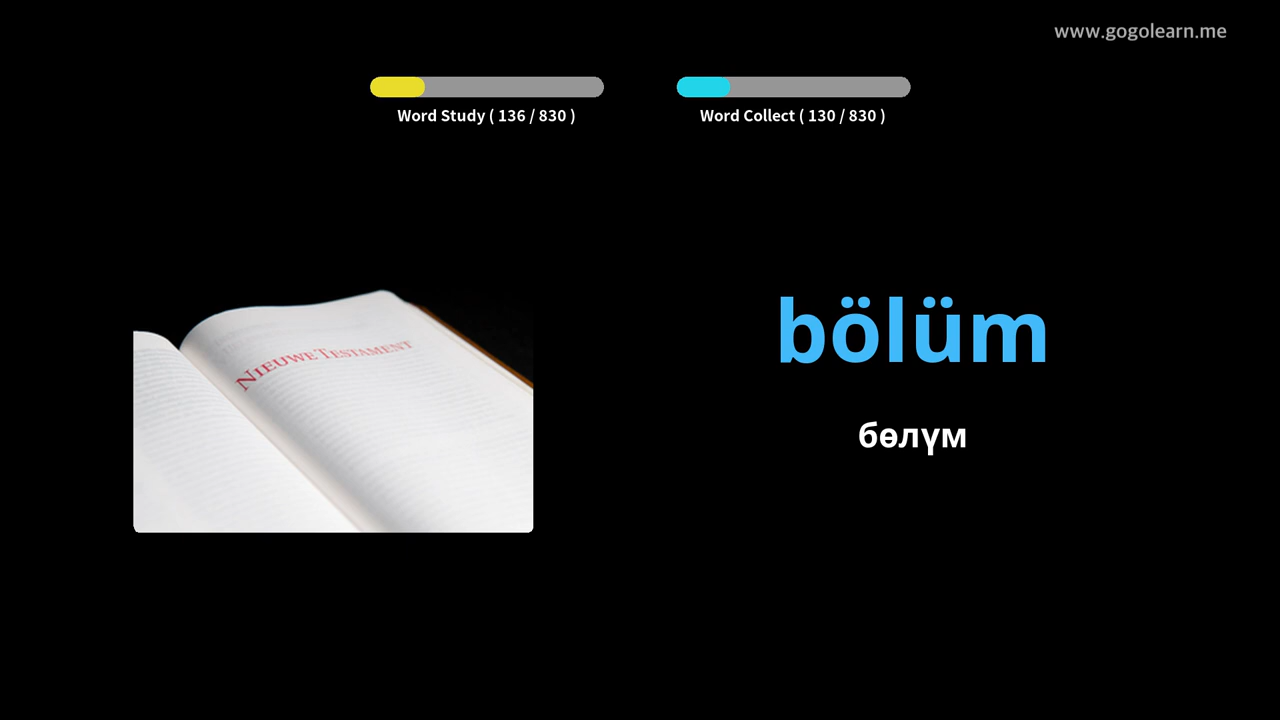 www.gogolearn.me
Word Study ( 136 / 830 )
Word Collect ( 130 / 830 )
NIEUWE TESTAMENT
bölüm
бөлүм